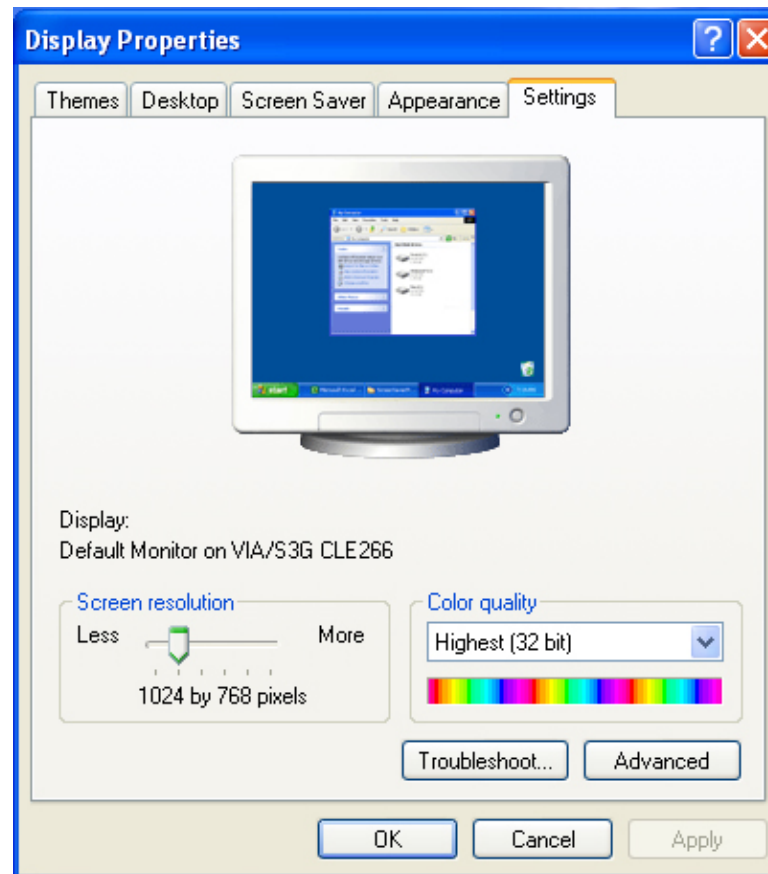 Display Properties
Themes Desktop Screen Saver Appearance Settings
start
Display:
Default Monitor on VIA/S3G CLE266
Screen resolution
Less More
1024 by 768 pixels
Color quality
Highest (32 bit)
Troubleshoot... Advanced
OK Cancel Apply